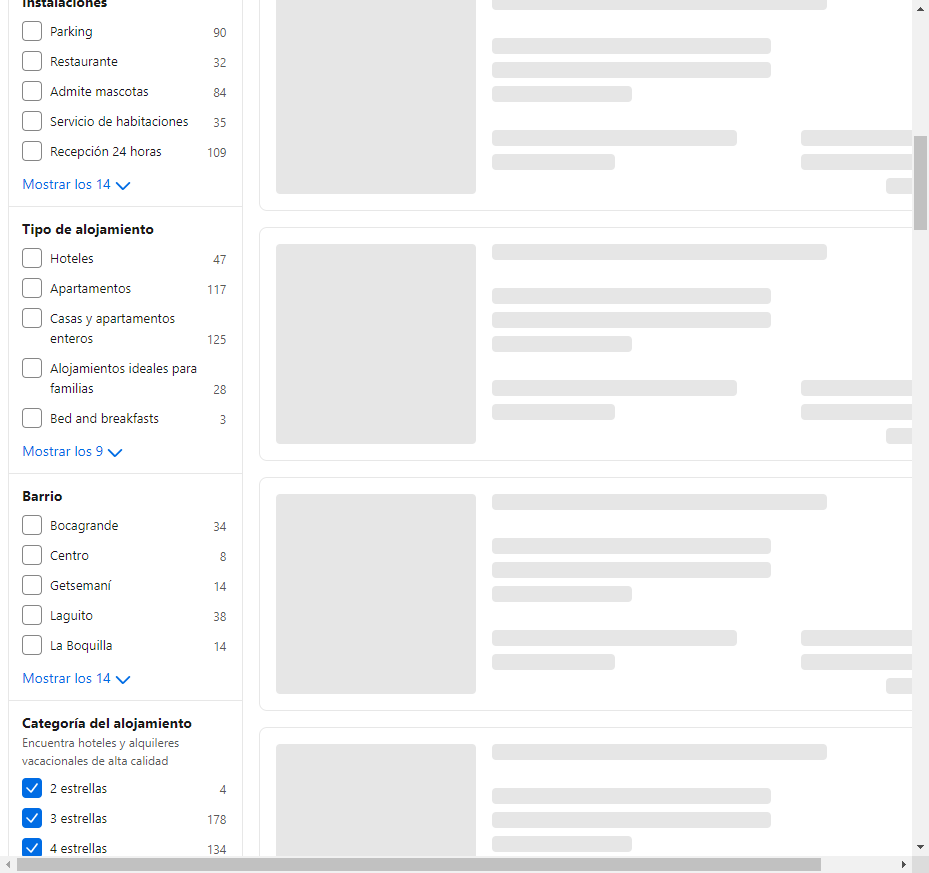 Instalaciones
Parking 90
Restaurante 32
Admite mascotas 84
Servicio de habitaciones 35
Recepción 24 horas 109
Mostrar los 14
Tipo de alojamiento
Hoteles 47
Apartamentos 117
Casas y apartamentos
enteros 125
Alojamientos ideales para
familias 28
Bed and breakfasts 3
Mostrar los 9
Barrio
Bocagrande 34
Centro 8
Getsemaní 14
Laguito 38
La Boquilla 14
Mostrar los 14
Categoría del alojamiento
Encuentra hoteles y alquileres
vacacionales de alta calidad
2 estrellas 4
3 estrellas 178
4 estrellas 134